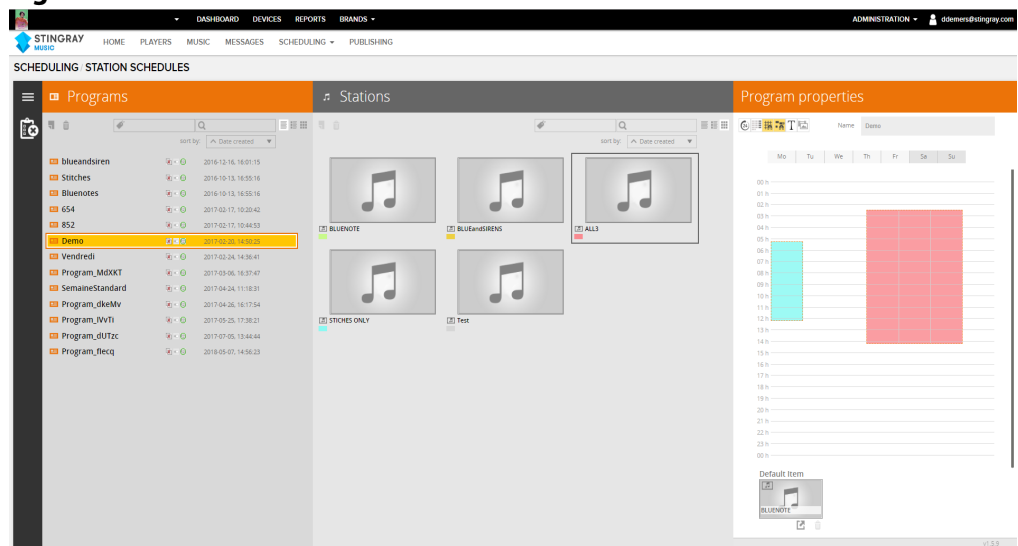 DASHBOARD DEVICES REPORTS BRANDS ADMINISTRATION ddemers@stingray.com
STINGRAY MUSIC HOME PLAYERS MUSIC MESSAGES SCHEDULING PUBLISHING
SCHEDULING / STATION SCHEDULES
Programs
sort by: Date created
blueandsiren 2016-12-16, 16:01:15
Stitches 2016-10-13, 16:55:16
Bluenotes 2016-10-13, 16:55:16
654 2017-02-17, 10:20:42
852 2017-02-17, 10:44:53
Demo 2017-02-20, 14:50:25
Vendredi 2017-02-24, 14:36:41
Program_MdXKT 2017-03-06, 16:37:47
SemaineStandard 2017-04-24, 11:18:31
Program_dkeMv 2017-04-26, 16:17:54
Program_IVvTi 2017-05-25, 17:38:21
Program_dUTzc 2017-07-05, 13:44:44
Program_flecq 2018-05-07, 14:56:23
Stations
sort by: Date created
BLUENOTE
BLUEandSIRENS
ALL3
STICHES ONLY
Test
Program properties
Name Demo
Mo Tu We Th Fr Sa Su
00 h
01 h
02 h
03 h
04 h
05 h
06 h
07 h
08 h
09 h
10 h
11 h
12 h
13 h
14 h
15 h
16 h
17 h
18 h
19 h
20 h
21 h
22 h
23 h
00 h
Default Item
BLUENOTE